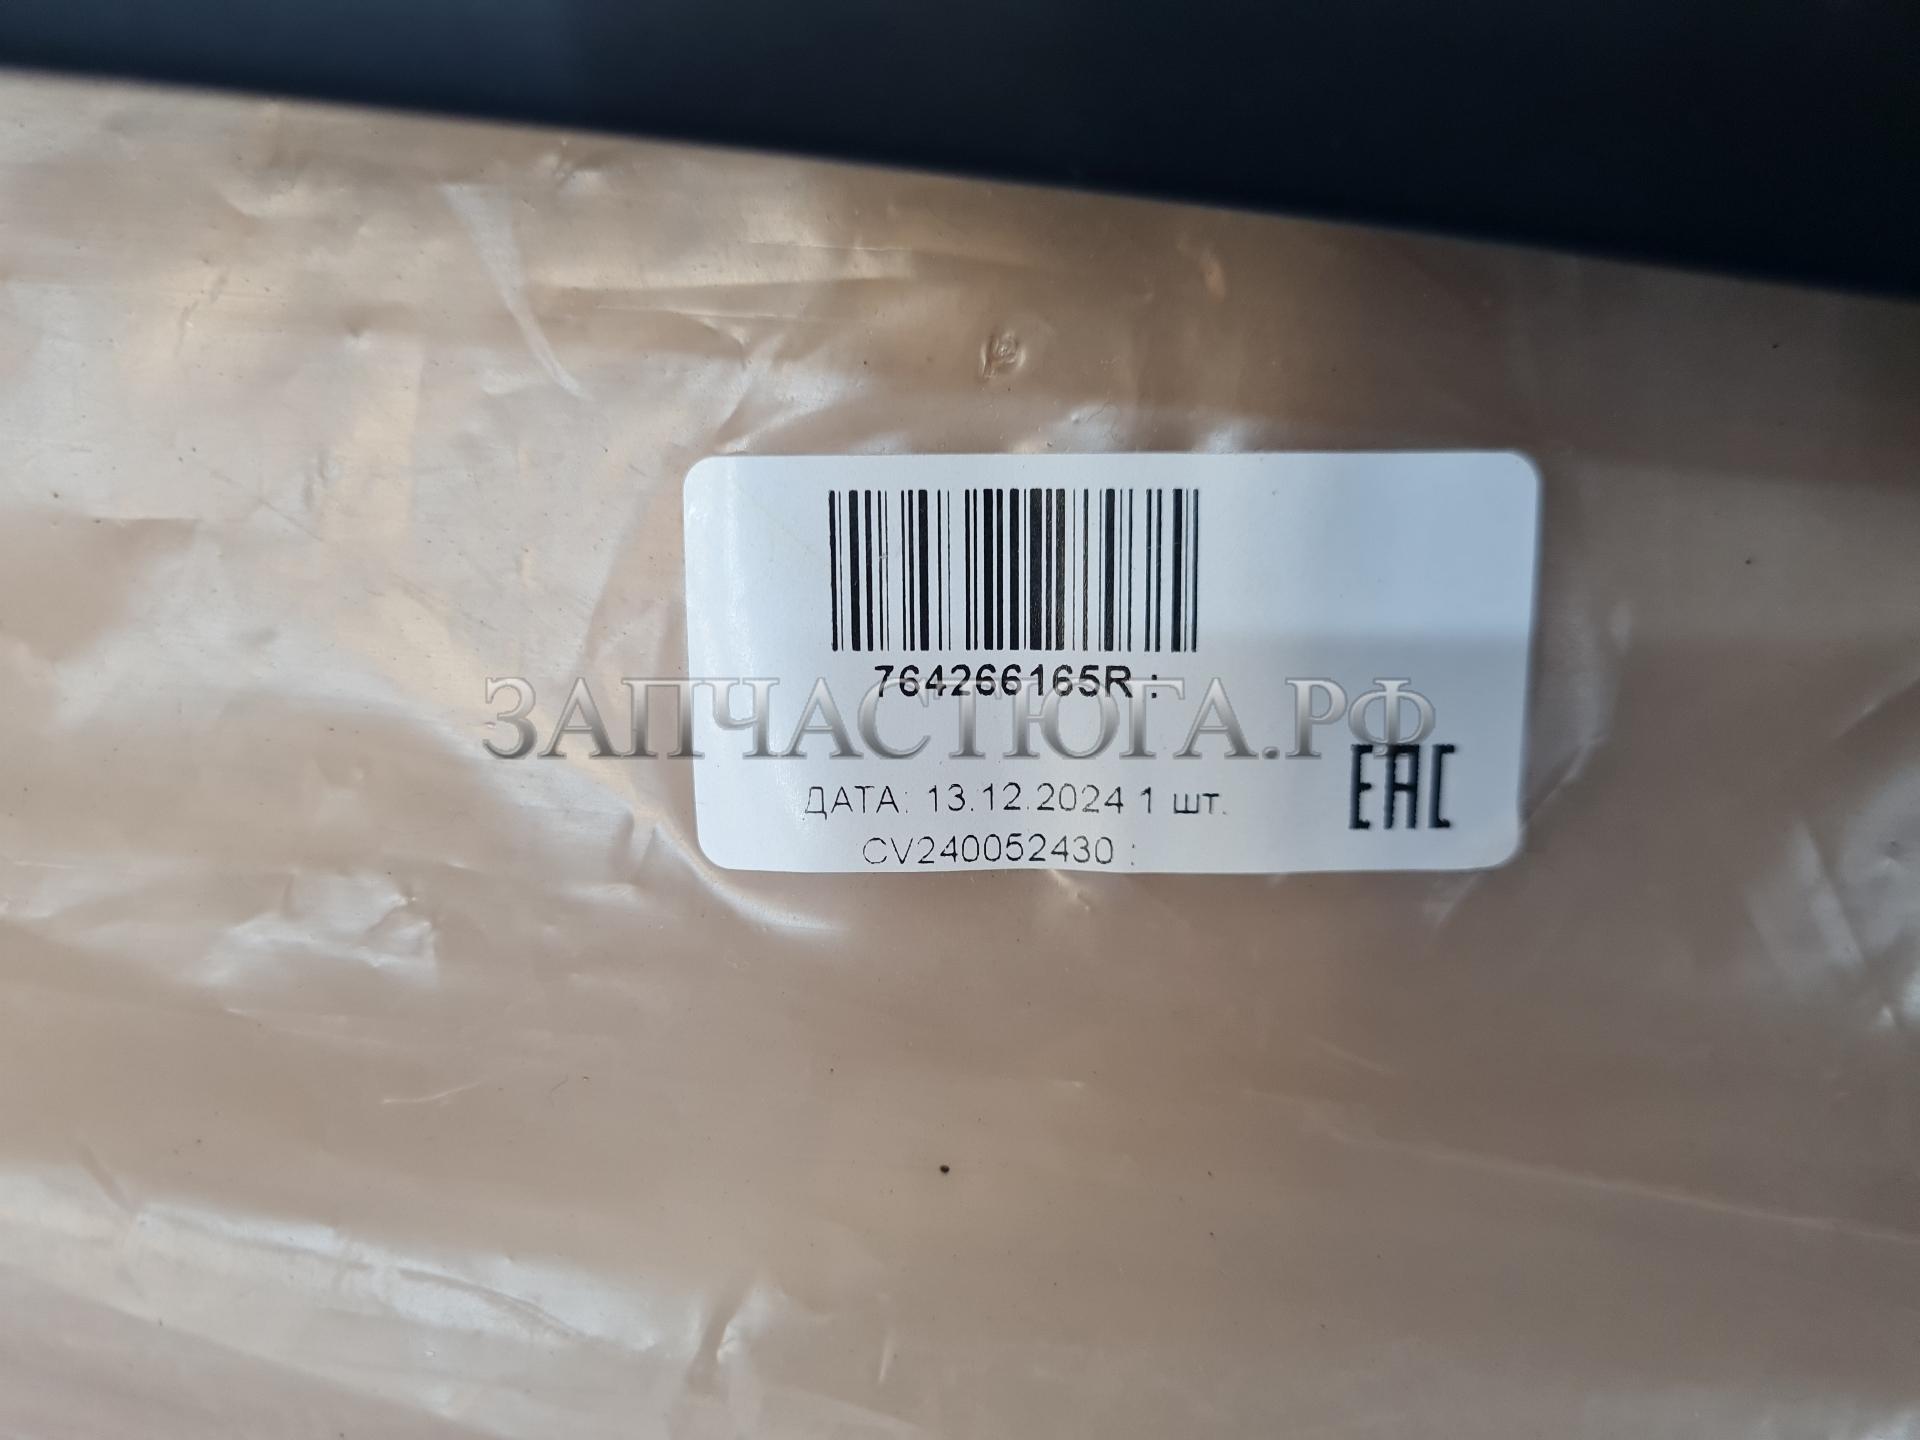 764266165R :
ЗАПЧАСТЮГА.РФ
EAC
ДАТА: 13.12.2024 1 шт.
CV240052430 :